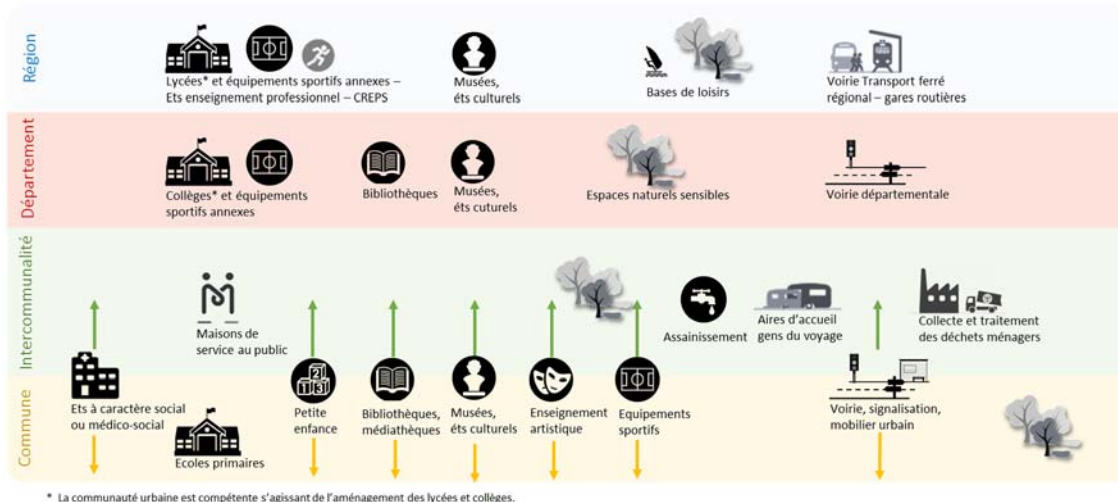 Région
Lycées* et équipements sportifs annexes –
Ets enseignement professionnel – CREPS
Musées,
éts culturels
Bases de loisirs
Voirie Transport ferré
régional – gares routières
Département
Collèges* et équipements
sportifs annexes
Bibliothèques
Musées,
éts cuturels
Espaces naturels sensibles
Voirie départementale
Intercommunalité
Maisons de
service au public
Assainissement
Aires d'accueil
gens du voyage
Collecte et traitement
des déchets ménagers
Commune
Ets à caractère social
ou médico-social
Ecoles primaires
1 2 3
Petite
enfance
Bibliothèques,
médiathèques
Musées,
éts culturels
Enseignement
artistique
Equipements
sportifs
Voirie, signalisation,
mobilier urbain
* La communauté urbaine est compétente s'agissant de l'aménagement des lycées et collèges.